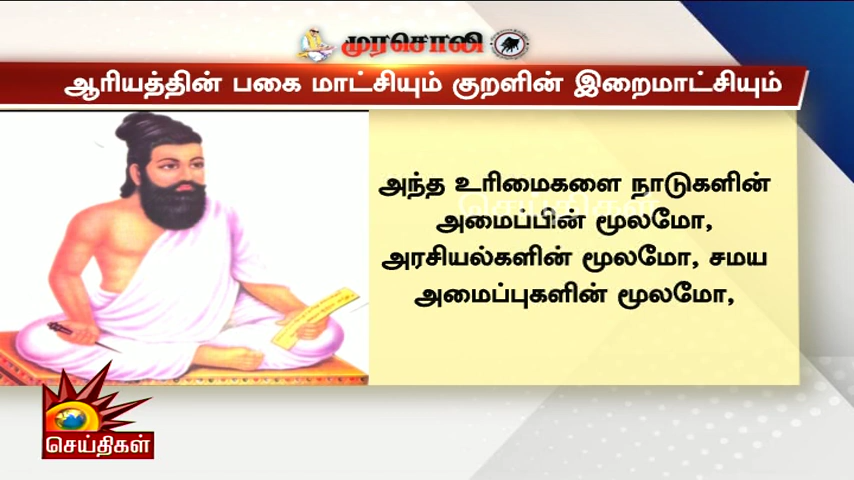 முரசொலி
ஆரியத்தின் பகை மாட்சியும் குறளின் இறைமாட்சியும்
அந்த உரிமைகளை நாடுகளின்
அமைப்பின் மூலமோ,
அரசியல்களின் மூலமோ, சமய
அமைப்புகளின் மூலமோ,
செய்திகள்
செய்திகள்